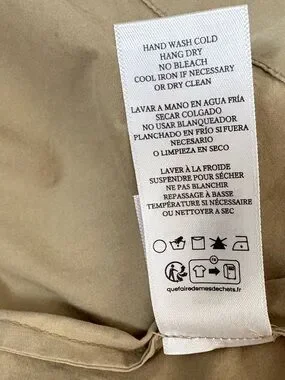 HAND WASH COLD
HANG DRY
NO BLEACH
COOL IRON IF NECESSARY
OR DRY CLEAN
LAVAR A MANO EN AGUA FRÍA
SECAR COLGADO
NO USAR BLANQUEADOR
PLANCHADO EN FRÍO SI FUERA
NECESARIO
O LIMPIEZA EN SECO
LAVER À LA FROIDE
SUSPENDRE POUR SÉCHER
NE PAS BLANCHIR
REPASSAGE À BASSE
TEMPÉRATURE SI NÉCESSAIRE
OU NETTOYER A SEC
FR
quefairedemesdechets.fr!